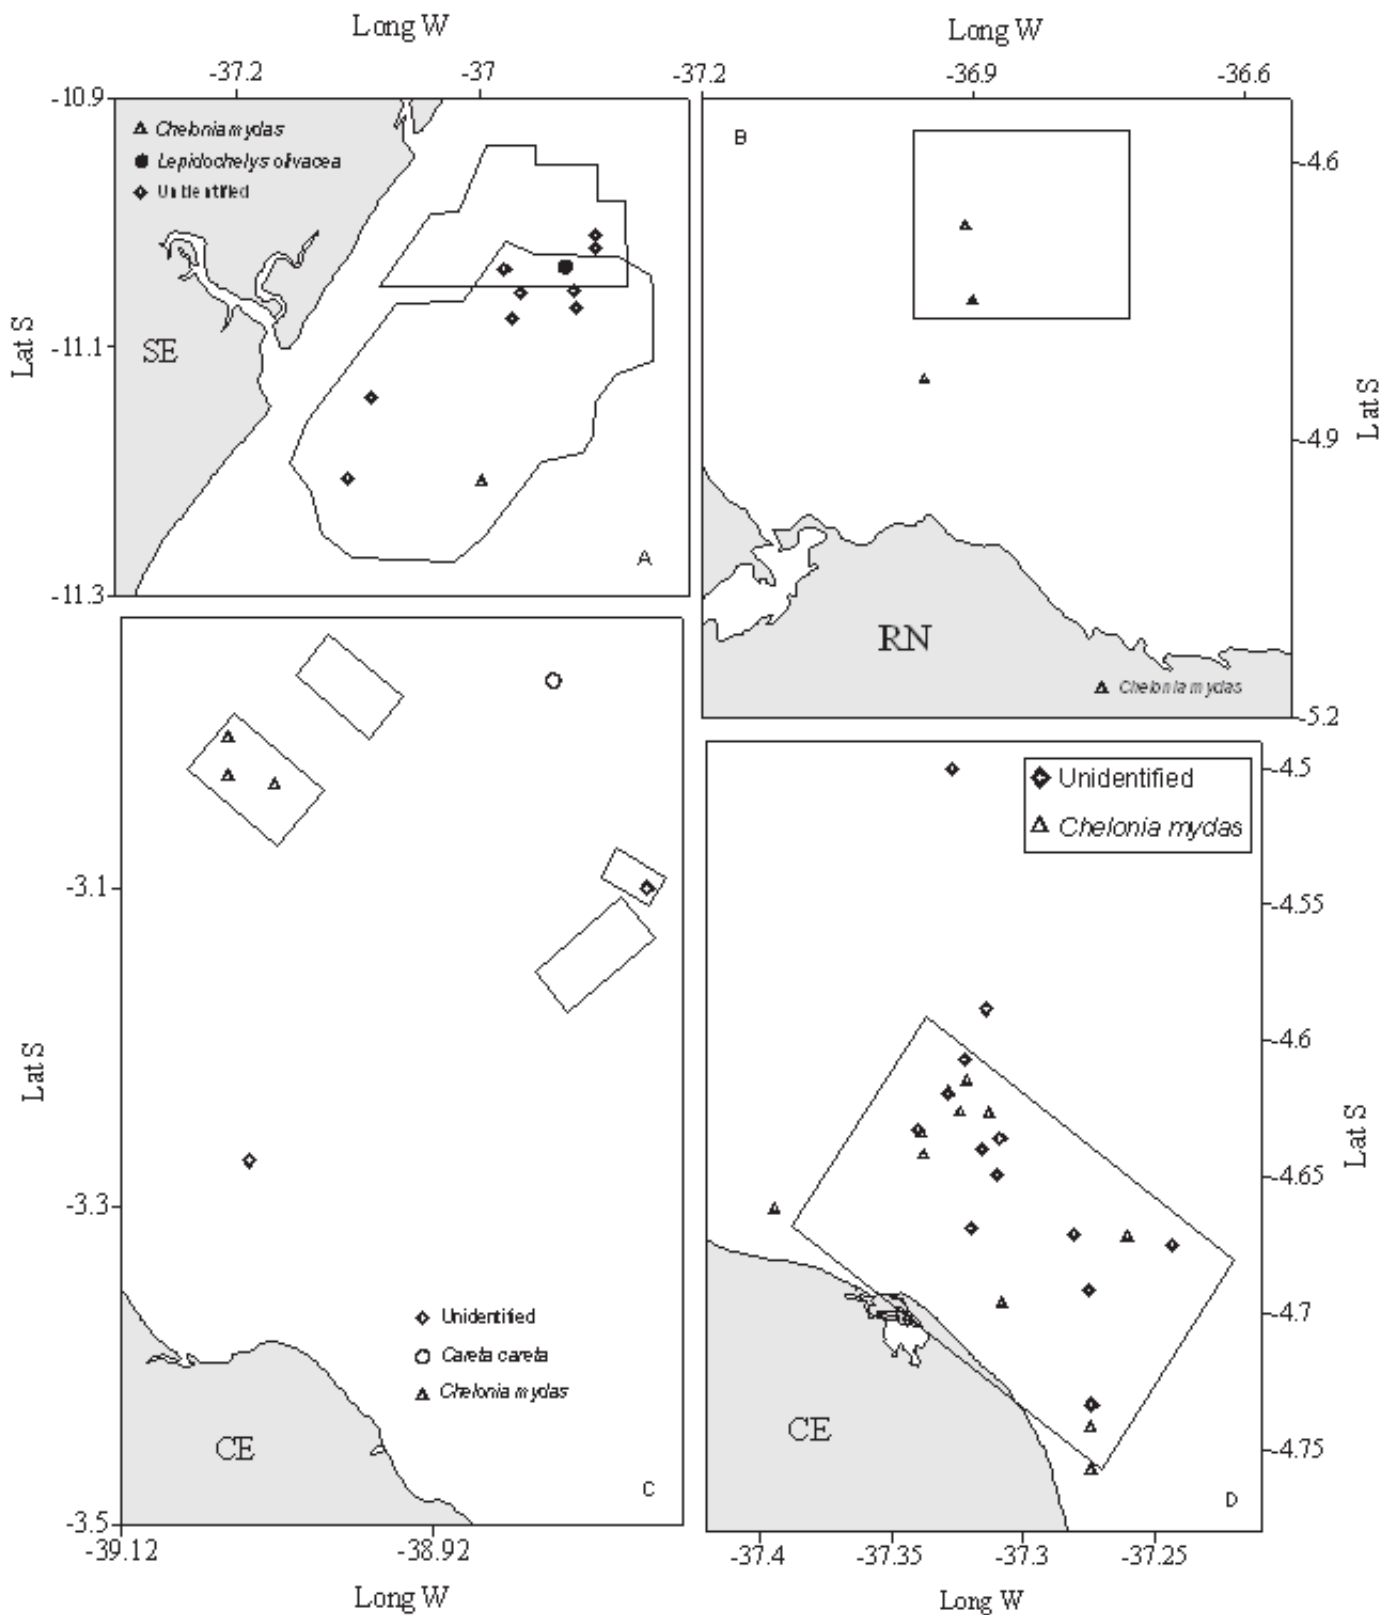 Long W
-37.2
-37
-10.9
Chelonia mydas
Lepidochelys olivacea
Unidentified
Lat S
SE
-11.1
A
-11.3
Long W
-37.2
-36.9
-36.6
B
-4.6
Lat S
-4.9
RN
Chelonia mydas
-5.2
-3.1
Lat S
-3.3
Unidentified
Careta careta
Chelonia mydas
CE
C
-3.5
-39.12
-38.92
Long W
Unidentified
Chelonia mydas
-4.5
-4.55
-4.6
Lat S
-4.65
-4.7
CE
-4.75
D
-37.4
-37.35
-37.3
-37.25
Long W